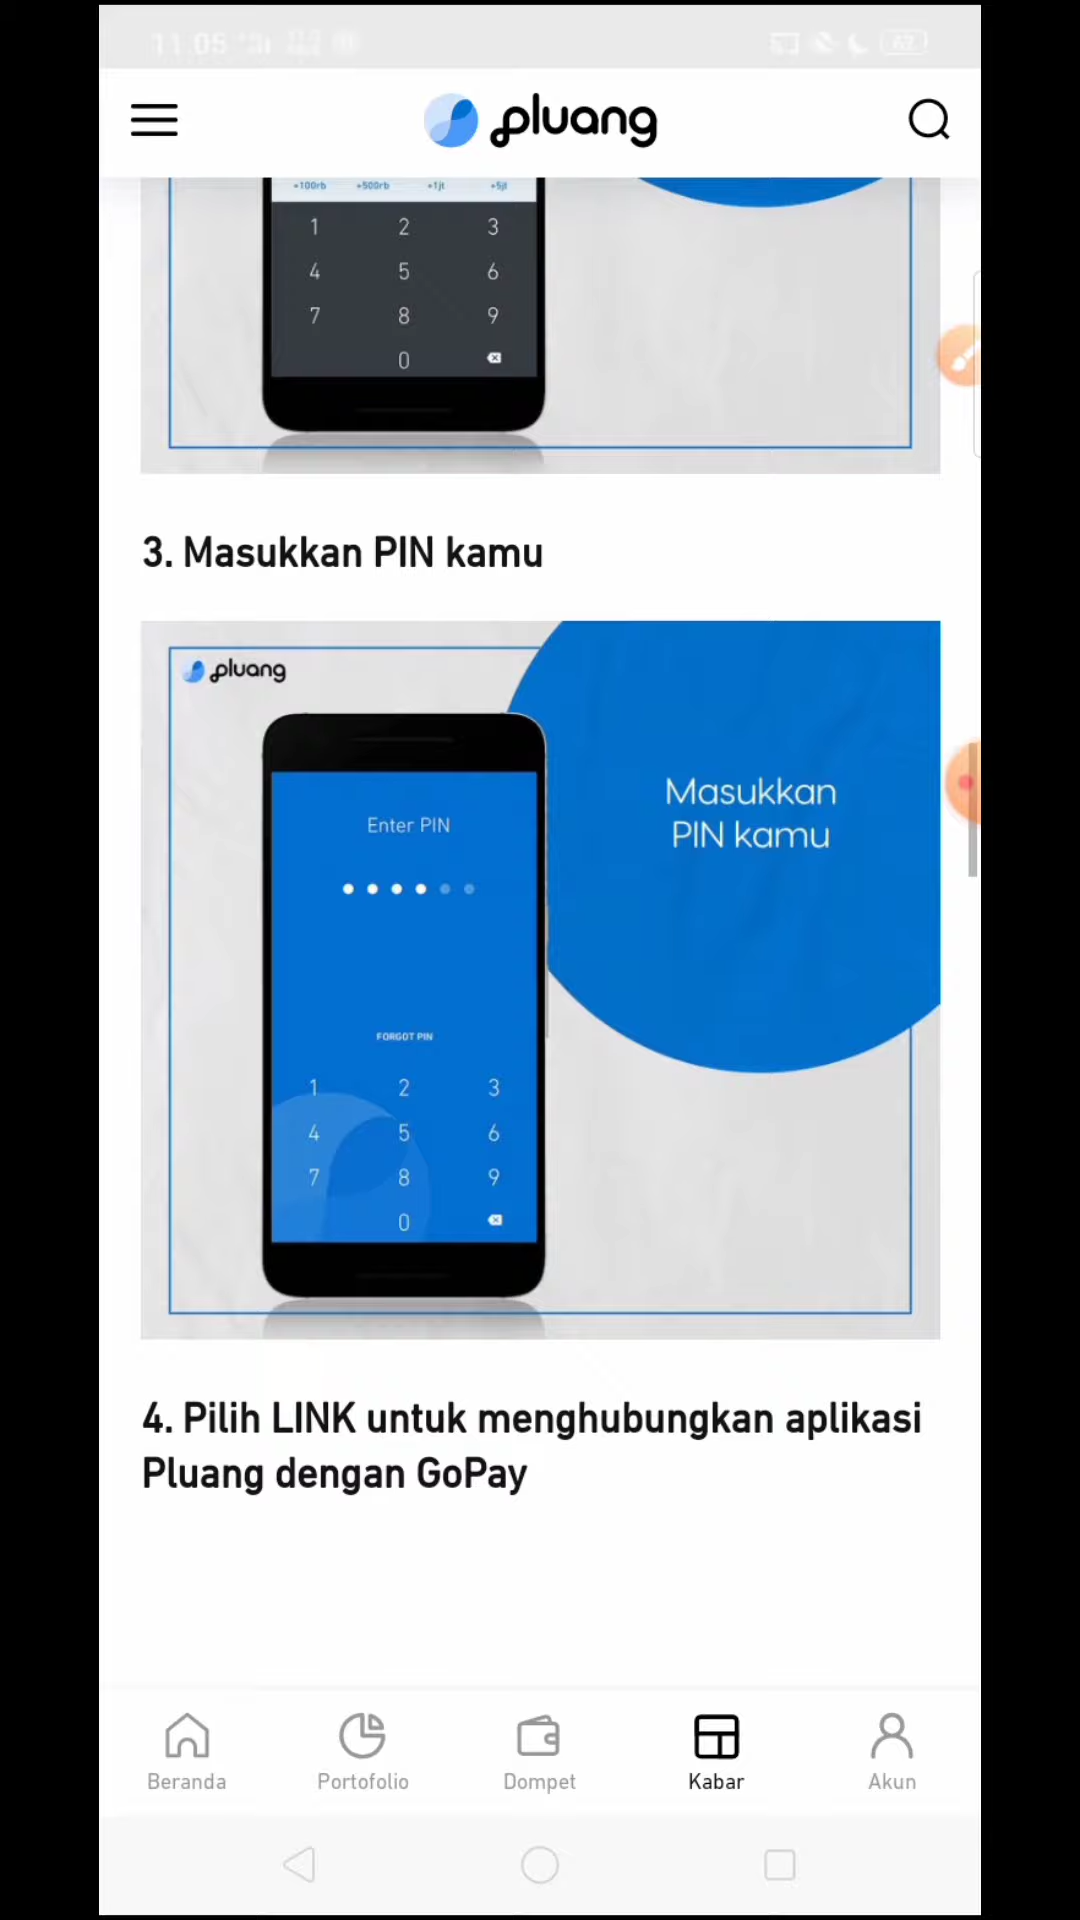 11.05
pluang
+100rb +500rb +1jt +5jt
1 2 3
4 5 6
7 8 9
0
3. Masukkan PIN kamu
pluang
Masukkan
PIN kamu
Enter PIN
FORGOT PIN
1 2 3
4 5 6
7 8 9
0
4. Pilih LINK untuk menghubungkan aplikasi
Pluang dengan GoPay
Beranda Portofolio Dompet Kabar Akun